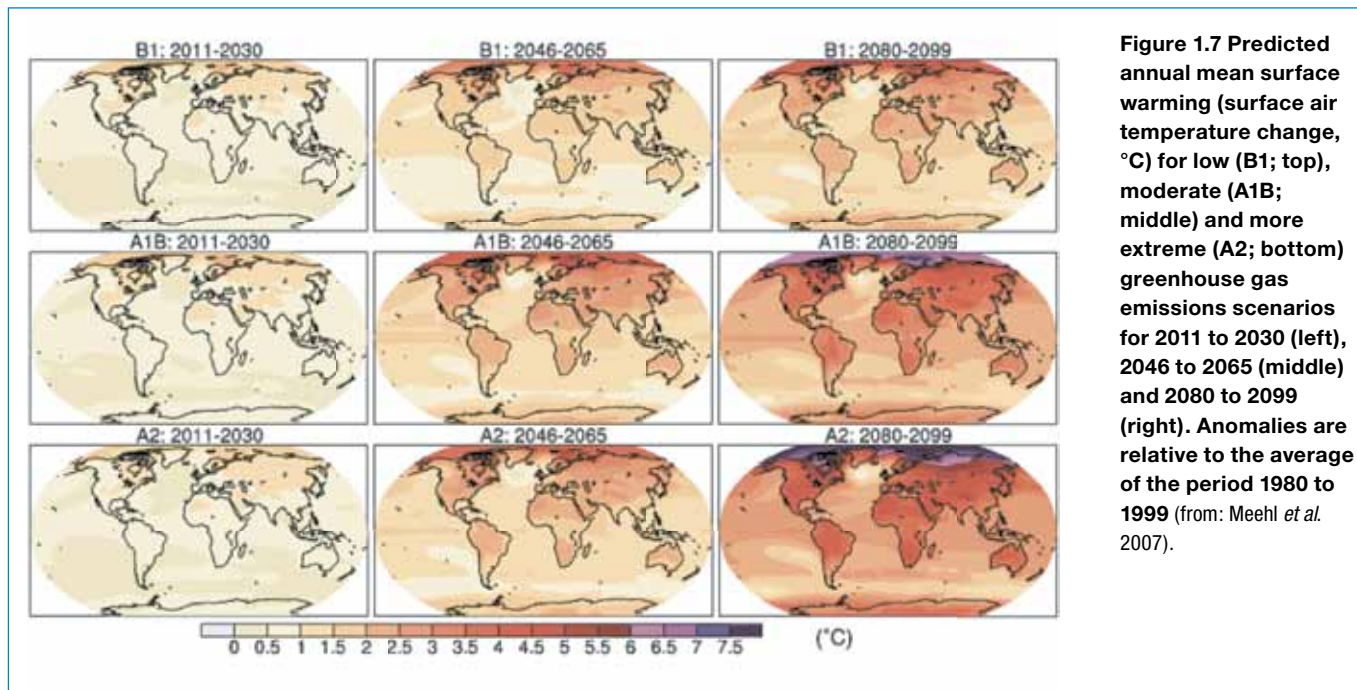 B1: 2011-2030
B1: 2046-2065
B1: 2080-2099
A1B: 2011-2030
A1B: 2046-2065
A1B: 2080-2099
A2: 2011-2030
A2: 2046-2065
A2: 2080-2099
0 0.5 1 1.5 2 2.5 3 3.5 4 4.5 5 5.5 6 6.5 7 7.5
(°C)
Figure 1.7 Predicted
annual mean surface
warming (surface air
temperature change,
°C) for low (B1; top),
moderate (A1B;
middle) and more
extreme (A2; bottom)
greenhouse gas
emissions scenarios
for 2011 to 2030 (left),
2046 to 2065 (middle)
and 2080 to 2099
(right). Anomalies are
relative to the average
of the period 1980 to
1999 (from: Meehl et al.
2007).